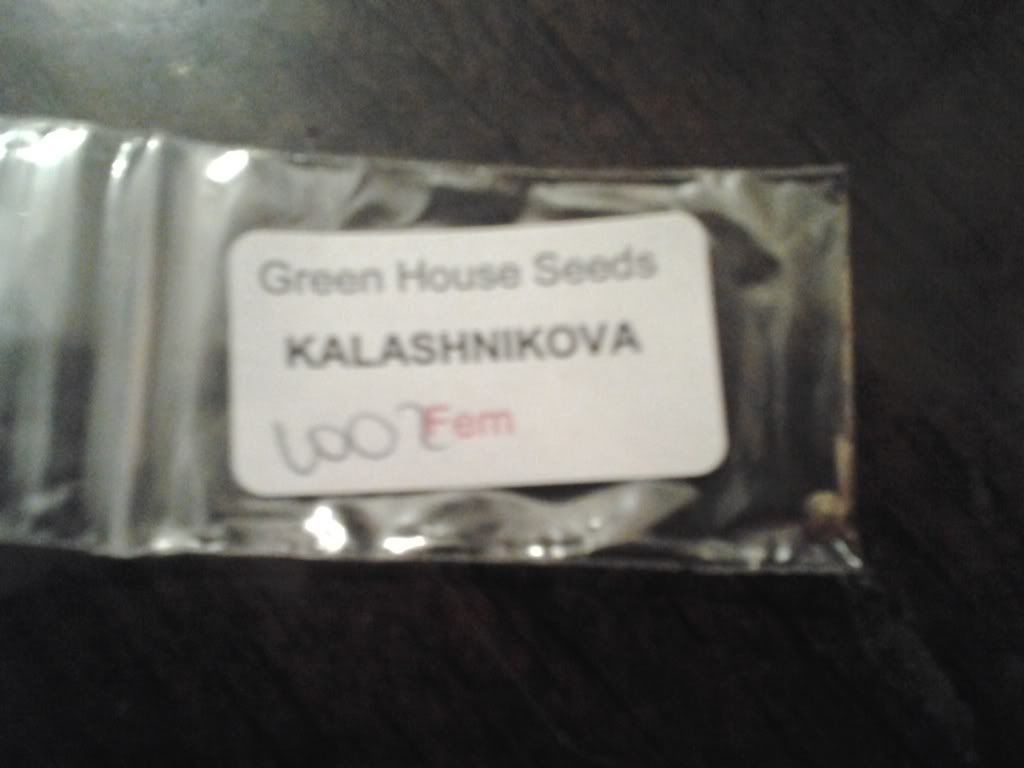 Green House Seeds
KALASHNIKOVA
Fem